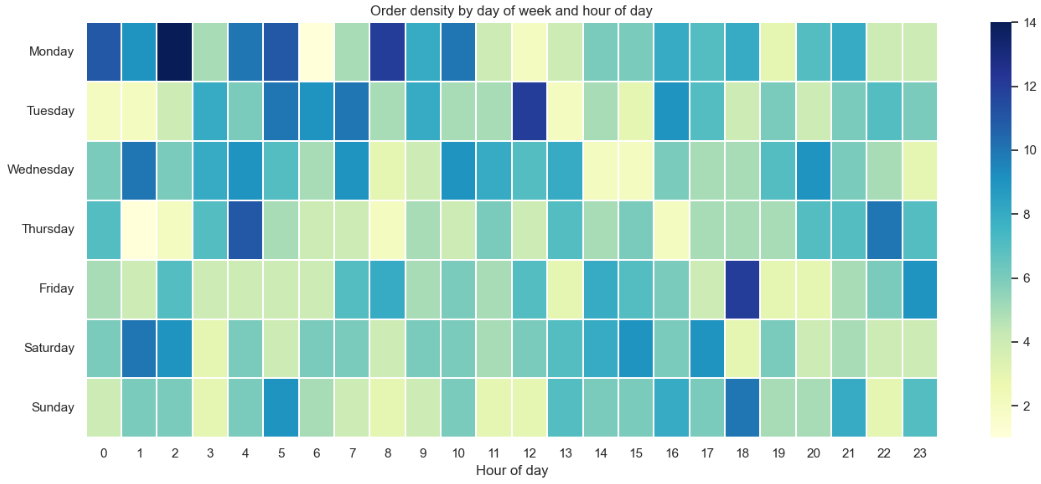 Order density by day of week and hour of day
Monday
Tuesday
Wednesday
Thursday
Friday
Saturday
Sunday
0 1 2 3 4 5 6 7 8 9 10 11 12 13 14 15 16 17 18 19 20 21 22 23
Hour of day
14
12
10
8
6
4
2